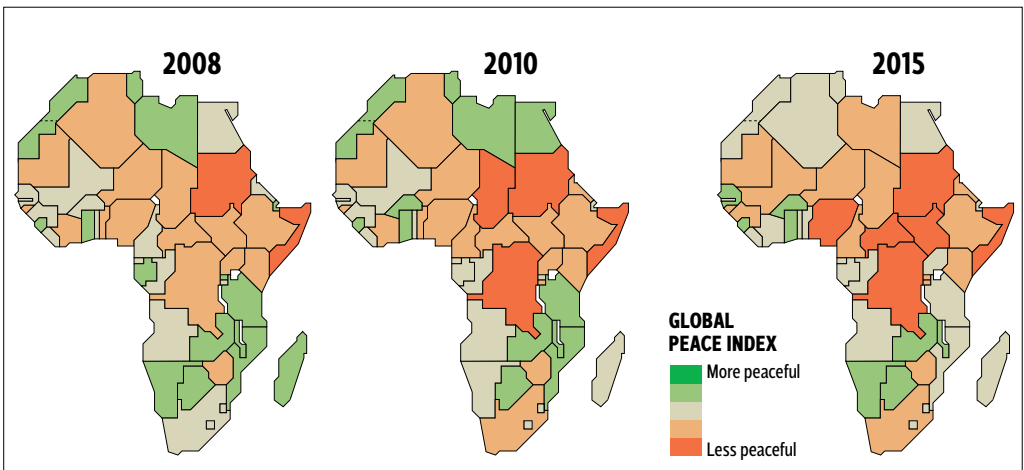 2008
2010
2015
GLOBAL
PEACE INDEX
More peaceful
Less peaceful